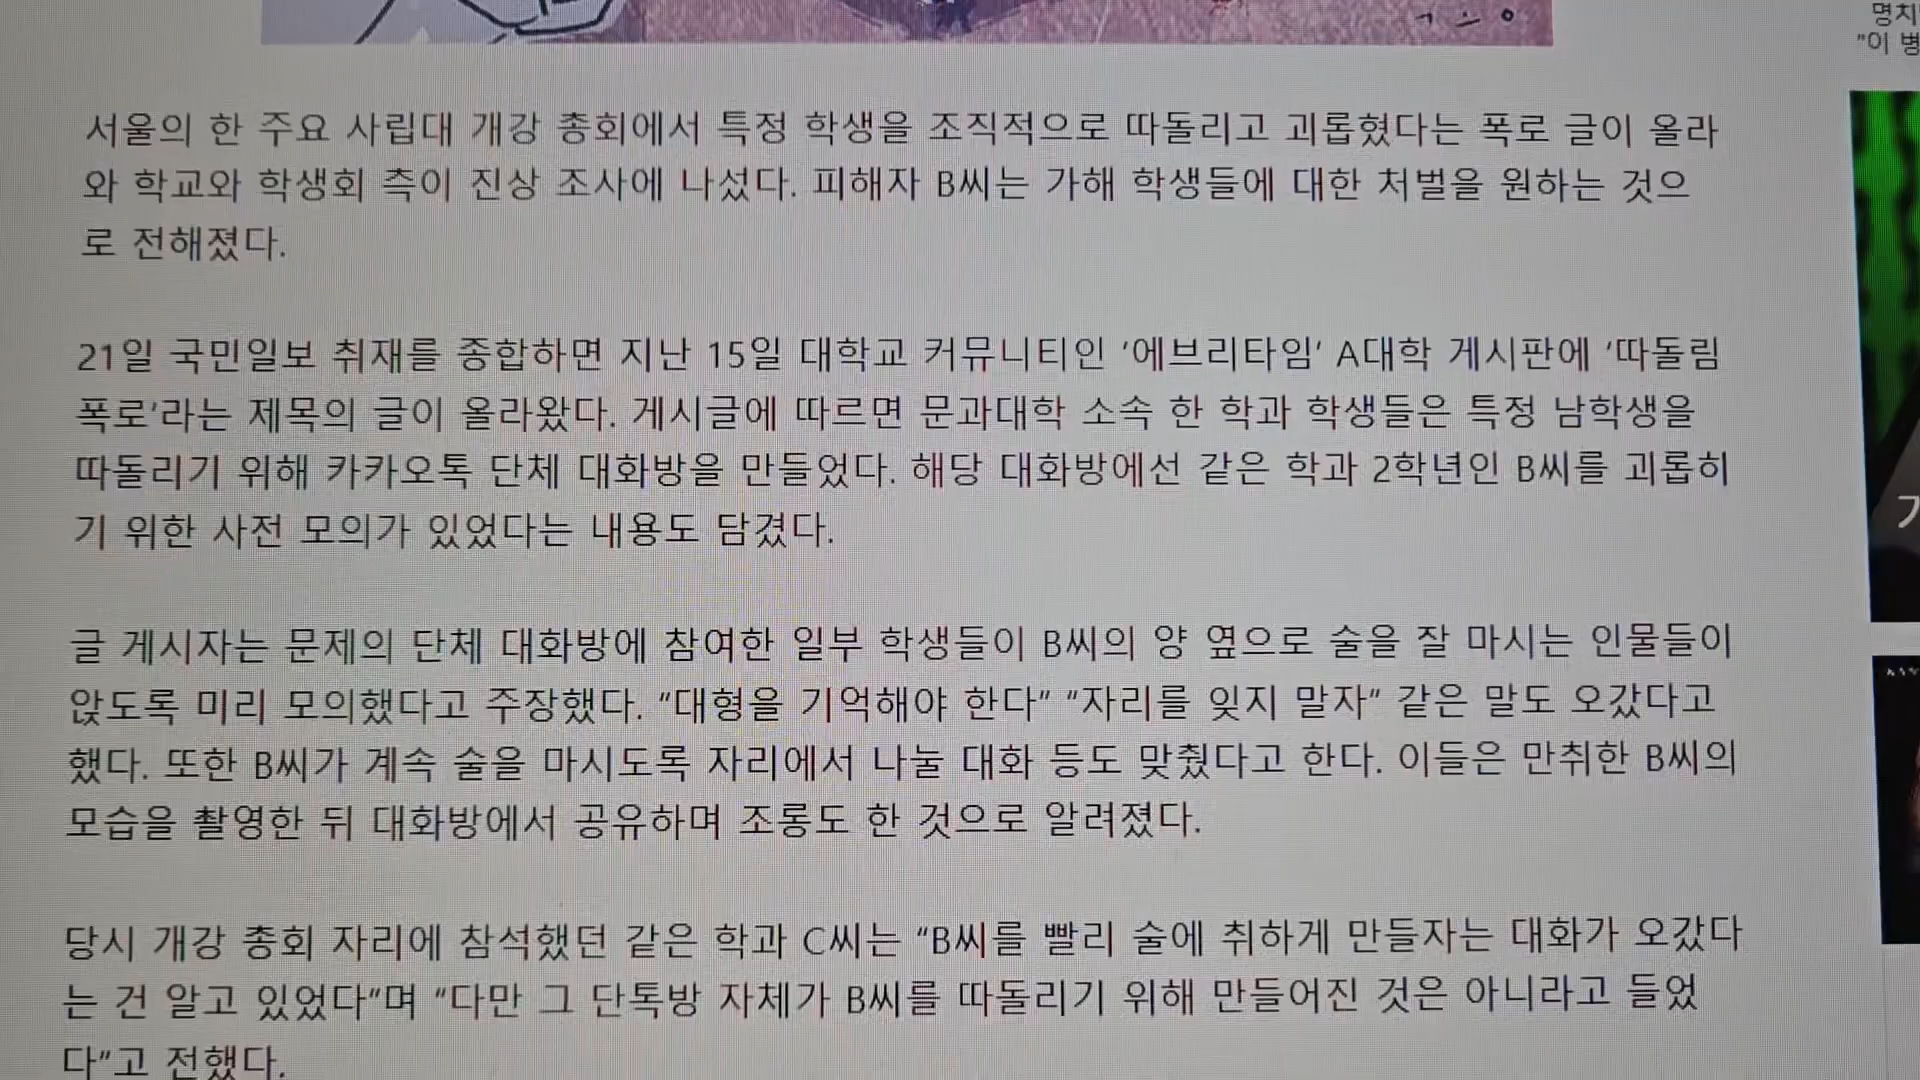 ㄱㅅㅇ
명치
"이 병
서울의 한 주요 사립대 개강 총회에서 특정 학생을 조직적으로 따돌리고 괴롭혔다는 폭로 글이 올라
와 학교와 학생회 측이 진상 조사에 나섰다. 피해자 B씨는 가해 학생들에 대한 처벌을 원하는 것으
로 전해졌다.
21일 국민일보 취재를 종합하면 지난 15일 대학교 커뮤니티인 '에브리타임' A대학 게시판에 '따돌림
폭로'라는 제목의 글이 올라왔다. 게시글에 따르면 문과대학 소속 한 학과 학생들은 특정 남학생을
따돌리기 위해 카카오톡 단체 대화방을 만들었다. 해당 대화방에선 같은 학과 2학년인 B씨를 괴롭히
기 위한 사전 모의가 있었다는 내용도 담겼다.
글 게시자는 문제의 단체 대화방에 참여한 일부 학생들이 B씨의 양 옆으로 술을 잘 마시는 인물들이
앉도록 미리 모의했다고 주장했다. "대형을 기억해야 한다" "자리를 잊지 말자" 같은 말도 오갔다고
했다. 또한 B씨가 계속 술을 마시도록 자리에서 나눌 대화 등도 맞췄다고 한다. 이들은 만취한 B씨의
모습을 촬영한 뒤 대화방에서 공유하며 조롱도 한 것으로 알려졌다.
당시 개강 총회 자리에 참석했던 같은 학과 C씨는 "B씨를 빨리 술에 취하게 만들자는 대화가 오갔다
는 건 알고 있었다"며 "다만 그 단톡방 자체가 B씨를 따돌리기 위해 만들어진 것은 아니라고 들었
다"고 전했다.